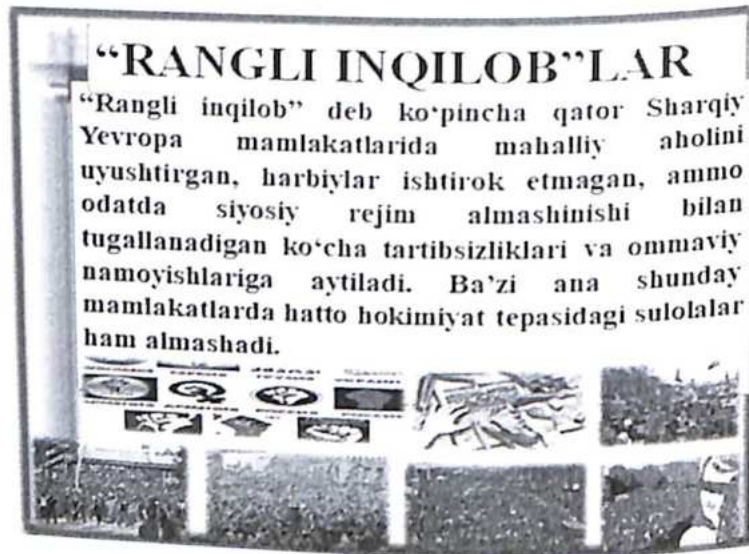 “RANGLI INQILOB”LAR
“Rangli inqilob” deb ko‘pincha qator Sharqiy
Yevropa mamlakatlarida mahalliy aholini
uyushtirgan, harbiylar ishtirok etmagan, ammo
odatda siyosiy rejim almashinishi bilan
tugallanadigan ko‘cha tartibsizliklari va ommaviy
namoyishlariga aytiladi. Ba’zi ana shunday
mamlakatlarda hatto hokimiyat tepasidagi sulolalar
ham almashadi.